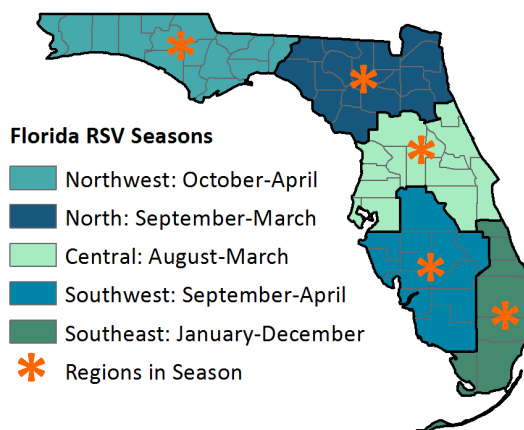 Florida RSV Seasons
Northwest: October-April
North: September-March
Central: August-March
Southwest: September-April
Southeast: January-December
Regions in Season